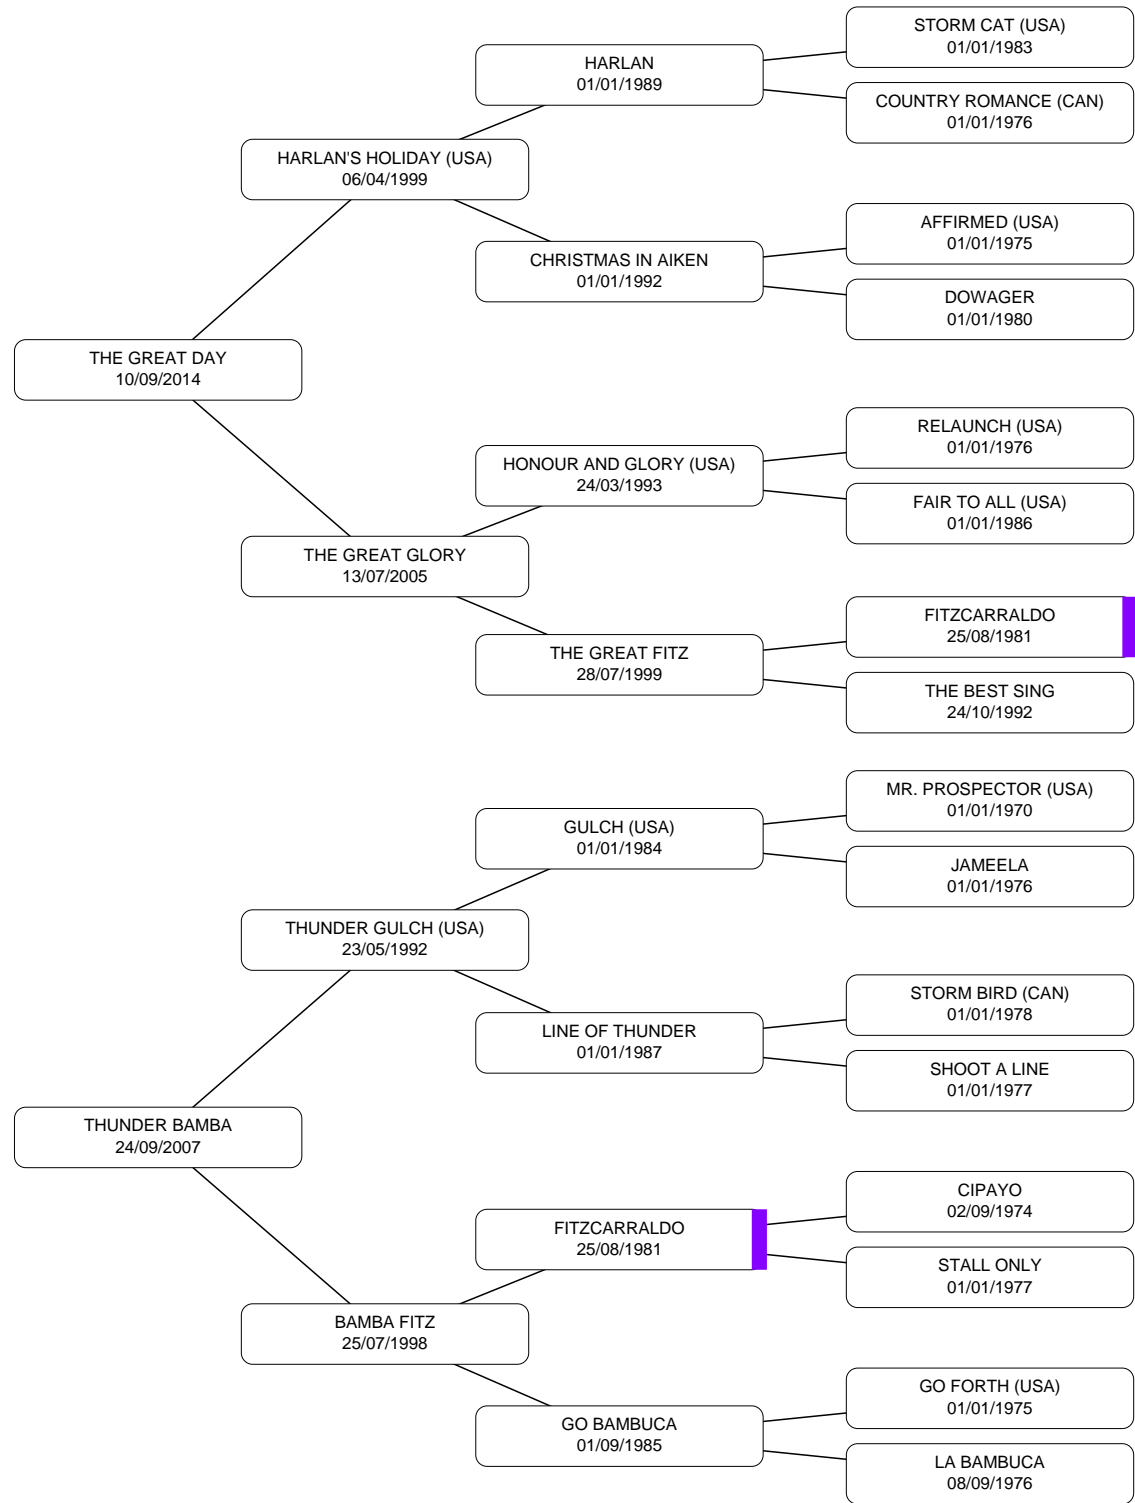 STORM CAT (USA)
01/01/1983
HARLAN
01/01/1989
COUNTRY ROMANCE (CAN)
01/01/1976
HARLAN'S HOLIDAY (USA)
06/04/1999
AFFIRMED (USA)
01/01/1975
CHRISTMAS IN AIKEN
01/01/1992
DOWAGER
01/01/1980
THE GREAT DAY
10/09/2014
RELAUNCH (USA)
01/01/1976
HONOUR AND GLORY (USA)
24/03/1993
FAIR TO ALL (USA)
01/01/1986
THE GREAT GLORY
13/07/2005
FITZCARRALDO
25/08/1981
THE GREAT FITZ
28/07/1999
THE BEST SING
24/10/1992
MR. PROSPECTOR (USA)
01/01/1970
GULCH (USA)
01/01/1984
JAMEELA
01/01/1976
THUNDER GULCH (USA)
23/05/1992
STORM BIRD (CAN)
01/01/1978
LINE OF THUNDER
01/01/1987
SHOOT A LINE
01/01/1977
THUNDER BAMBA
24/09/2007
CIPAYO
02/09/1974
FITZCARRALDO
25/08/1981
STALL ONLY
01/01/1977
BAMBA FITZ
25/07/1998
GO FORTH (USA)
01/01/1975
GO BAMBUCA
01/09/1985
LA BAMBUCA
08/09/1976